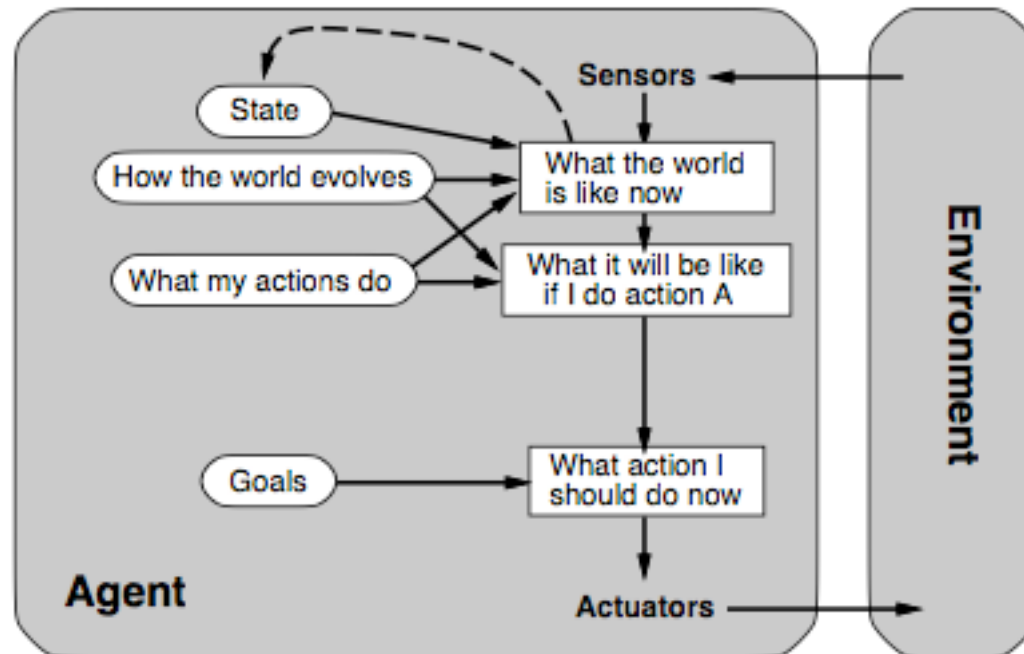 Sensors
State
What the world
is like now
How the world evolves
What it will be like
if I do action A
What my actions do
Environment
What action I
should do now
Goals
Agent
Actuators